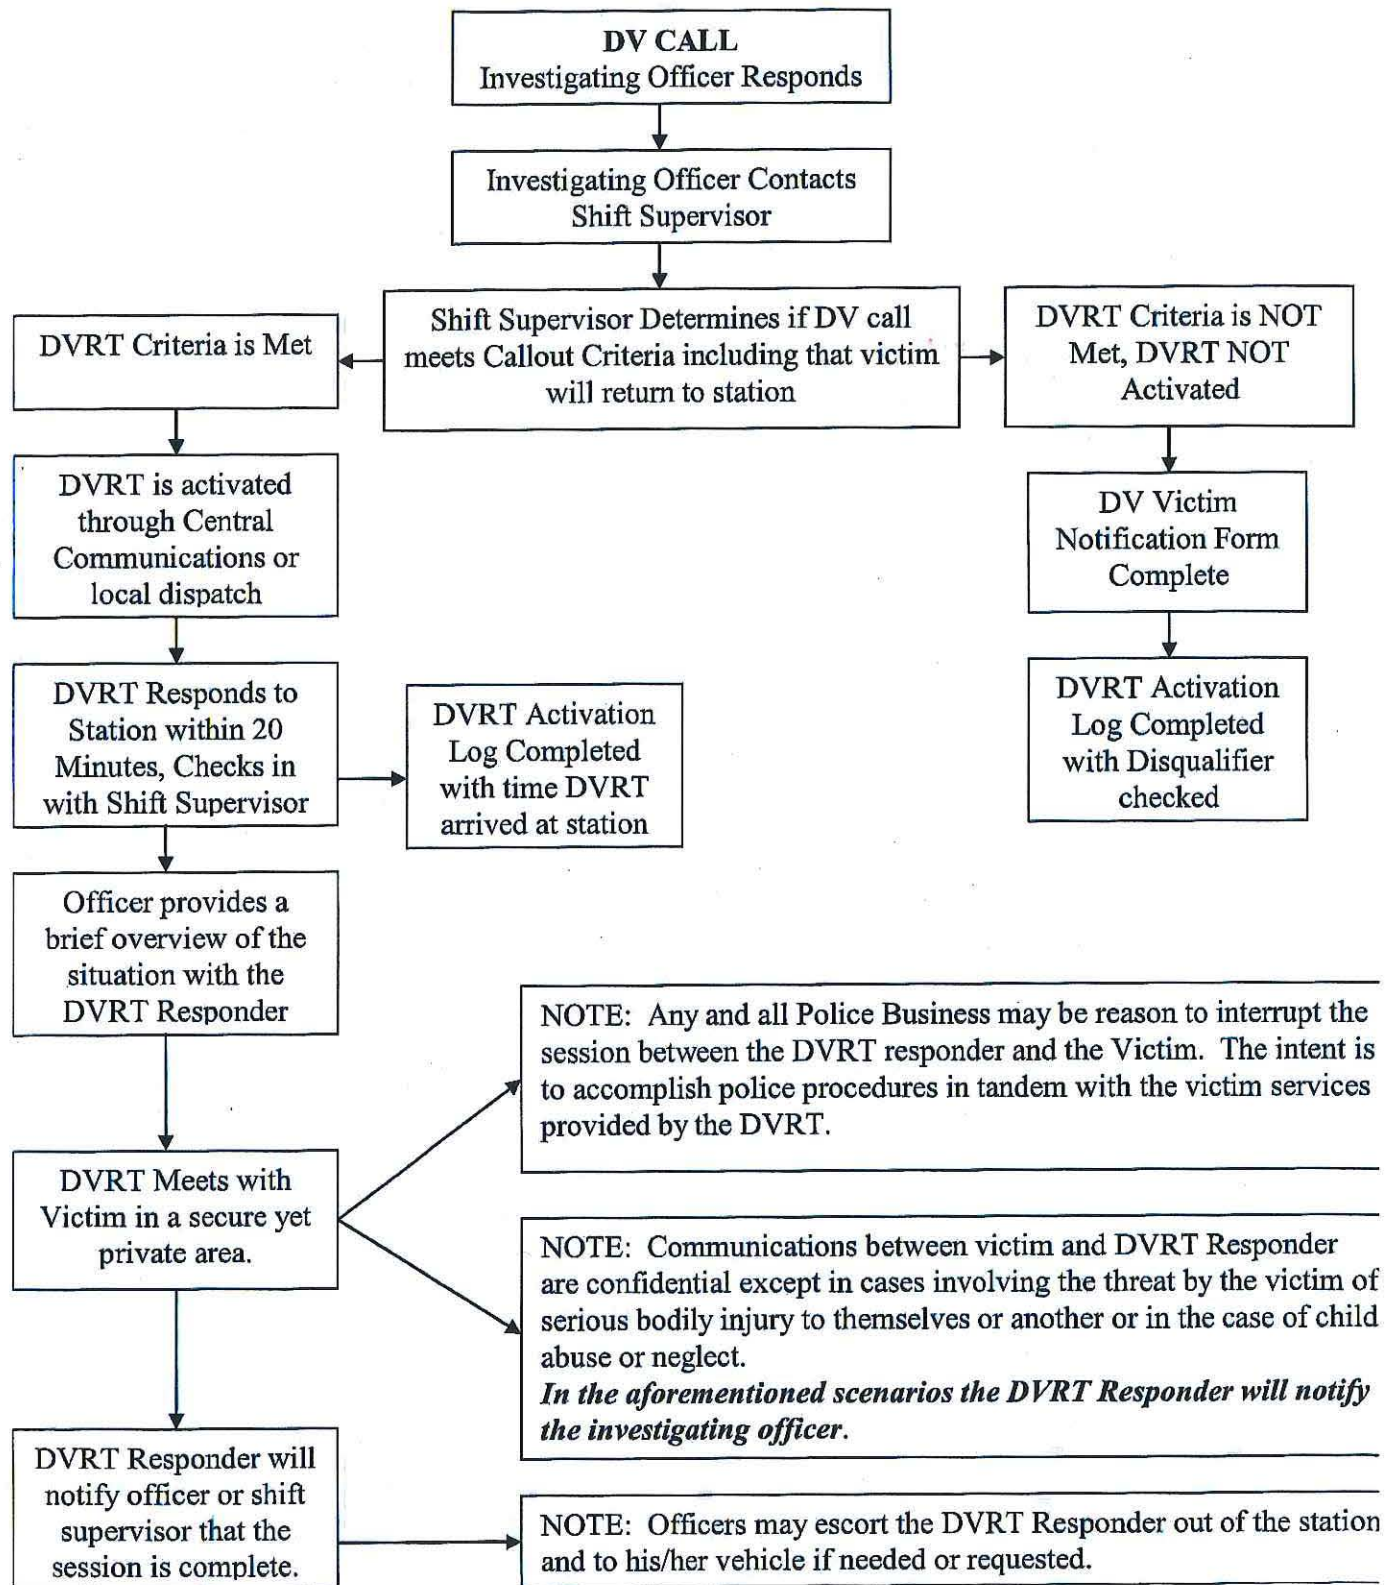 DV CALL
Investigating Officer Responds
Investigating Officer Contacts
Shift Supervisor
Shift Supervisor Determines if DV call
meets Callout Criteria including that victim
will return to station
DVRT Criteria is Met
DVRT Criteria is NOT
Met, DVRT NOT
Activated
DVRT is activated
through Central
Communications or
local dispatch
DV Victim
Notification Form
Complete
DVRT Responds to
Station within 20
Minutes, Checks in
with Shift Supervisor
DVRT Activation
Log Completed
with time DVRT
arrived at station
DVRT Activation
Log Completed
with Disqualifier
checked
Officer provides a
brief overview of the
situation with the
DVRT Responder
NOTE: Any and all Police Business may be reason to interrupt the
session between the DVRT responder and the Victim. The intent is
to accomplish police procedures in tandem with the victim services
provided by the DVRT.
DVRT Meets with
Victim in a secure yet
private area.
NOTE: Communications between victim and DVRT Responder
are confidential except in cases involving the threat by the victim of
serious bodily injury to themselves or another or in the case of child
abuse or neglect.
In the aforementioned scenarios the DVRT Responder will notify
the investigating officer.
DVRT Responder will
notify officer or shift
supervisor that the
session is complete.
NOTE: Officers may escort the DVRT Responder out of the station
and to his/her vehicle if needed or requested.